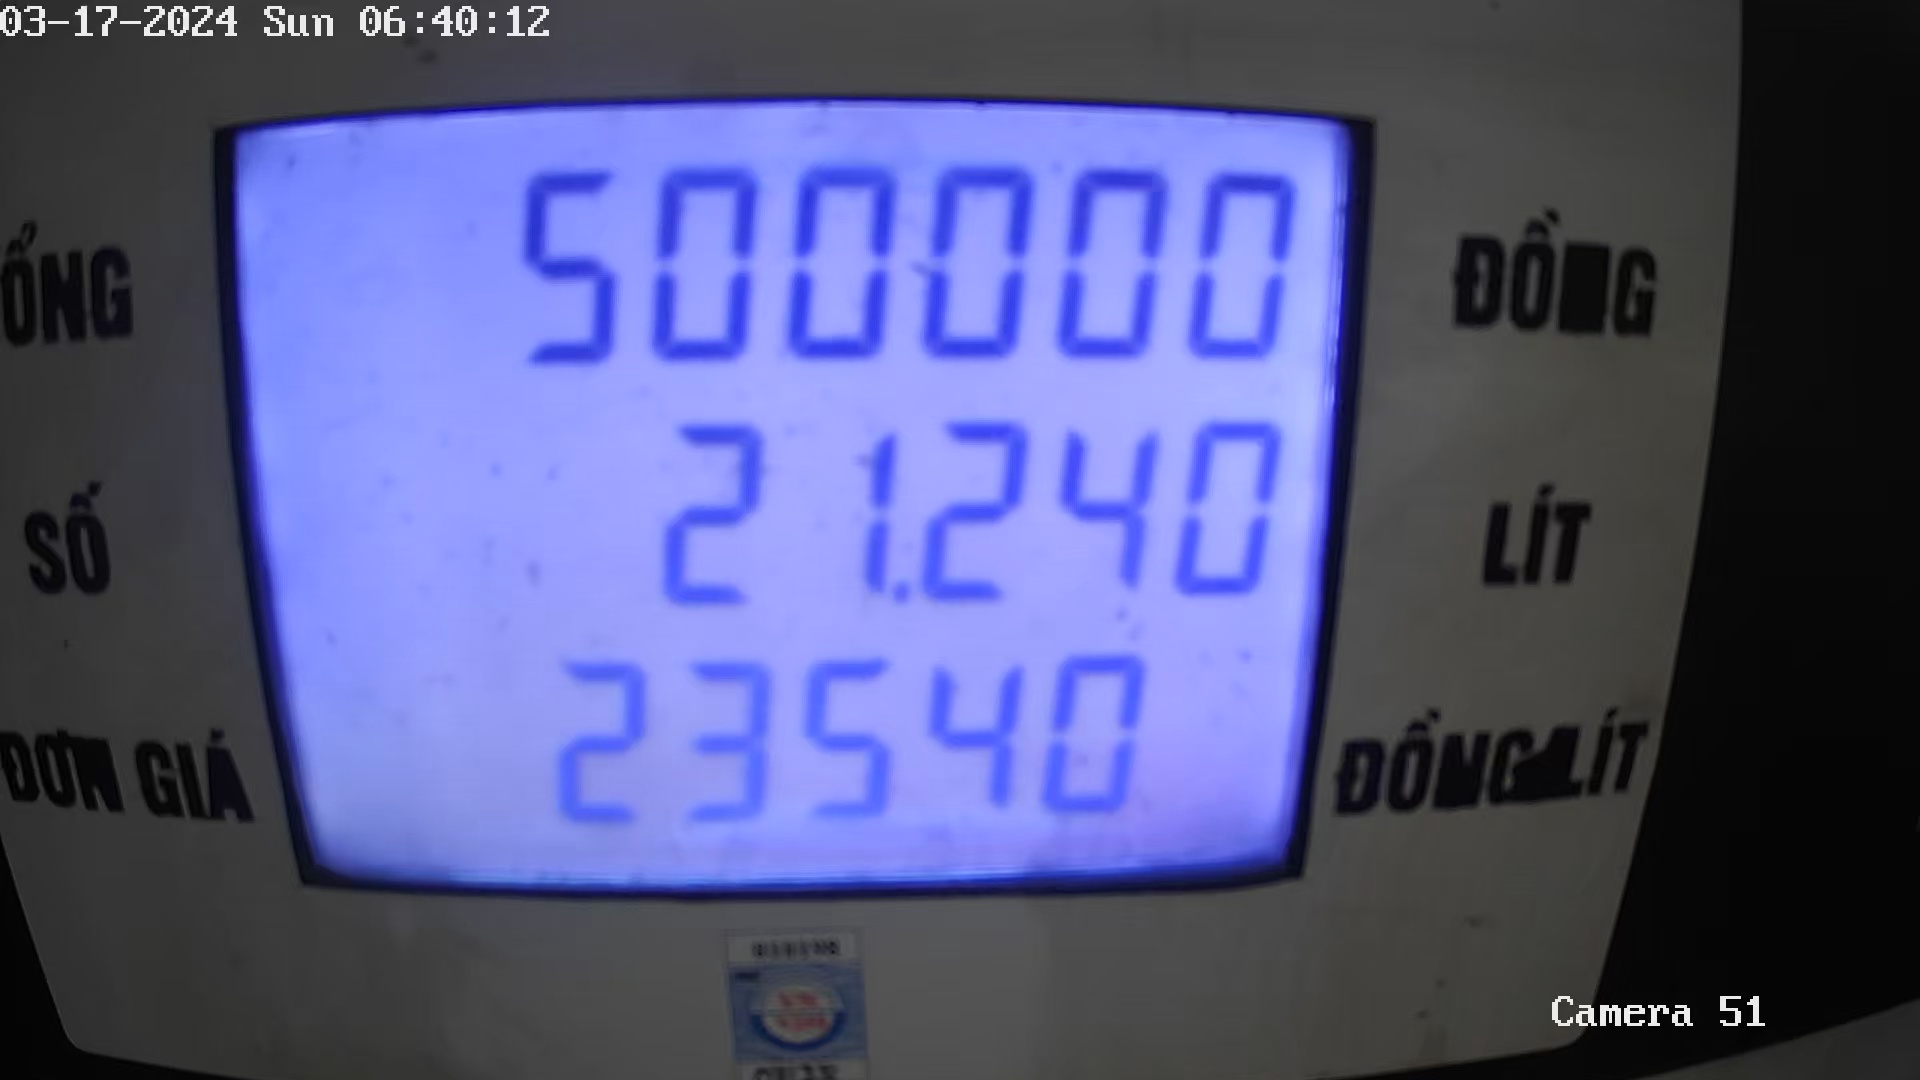 03-17-2024 Sun 06:40:12
ỔNG 500000 ĐỒNG
SỐ 21.240 LÍT
ĐƠN GIÁ 23540 ĐỒNG/LÍT
Camera 51